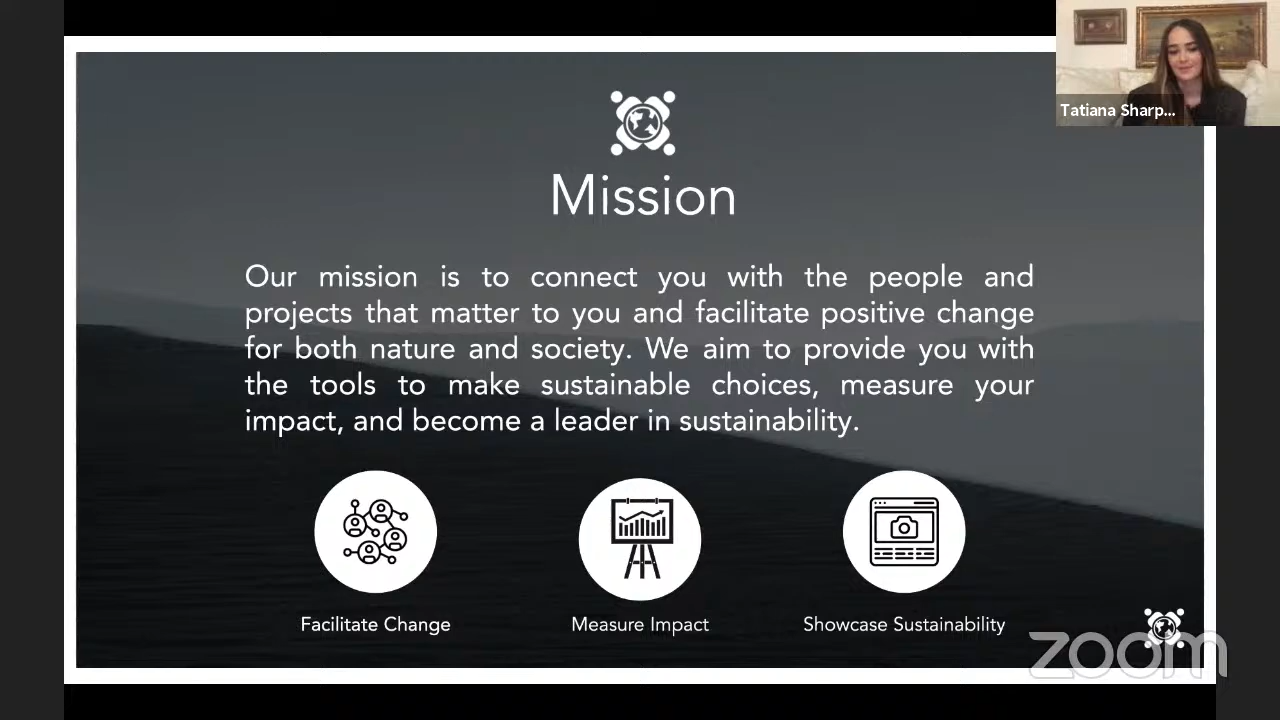 Tatiana Sharp...
Mission
Our mission is to connect you with the people and
projects that matter to you and facilitate positive change
for both nature and society. We aim to provide you with
the tools to make sustainable choices, measure your
impact, and become a leader in sustainability.
Facilitate Change
Measure Impact
Showcase Sustainability
zoom